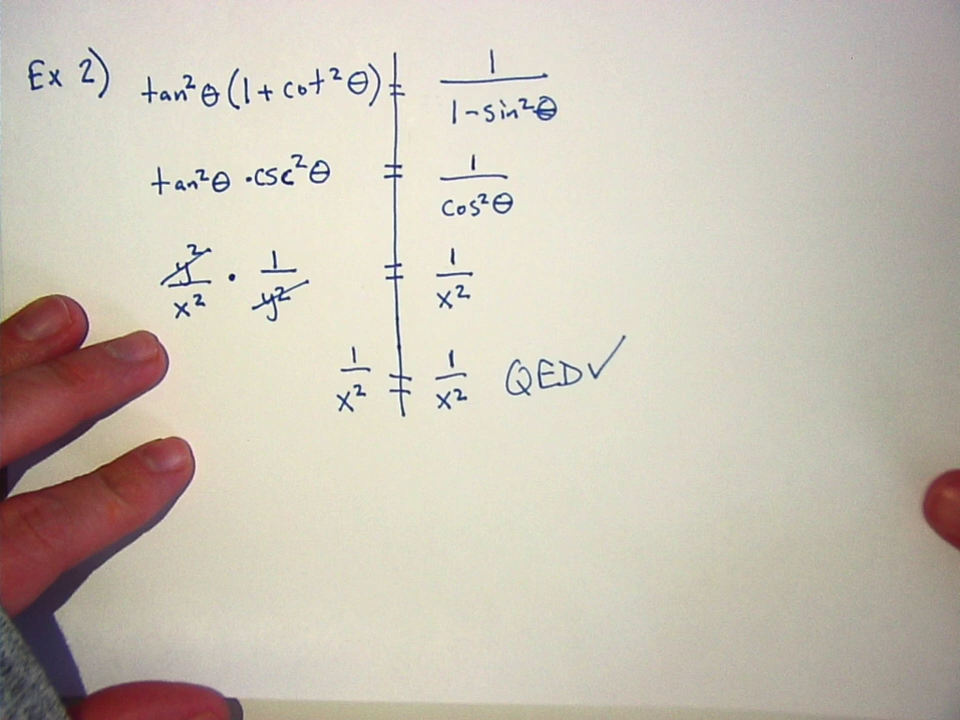 Ex 2) tan²θ(1+cot²θ) = 1/(1-sin²θ)
tan²θ · csc²θ = 1/cos²θ
y²/x² · 1/y² = 1/x²
1/x² = 1/x² QED✓